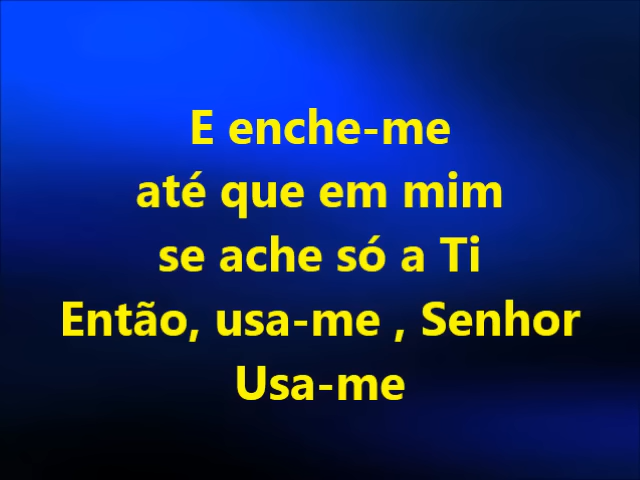 E enche-me
até que em mim
se ache só a Ti
Então, usa-me , Senhor
Usa-me